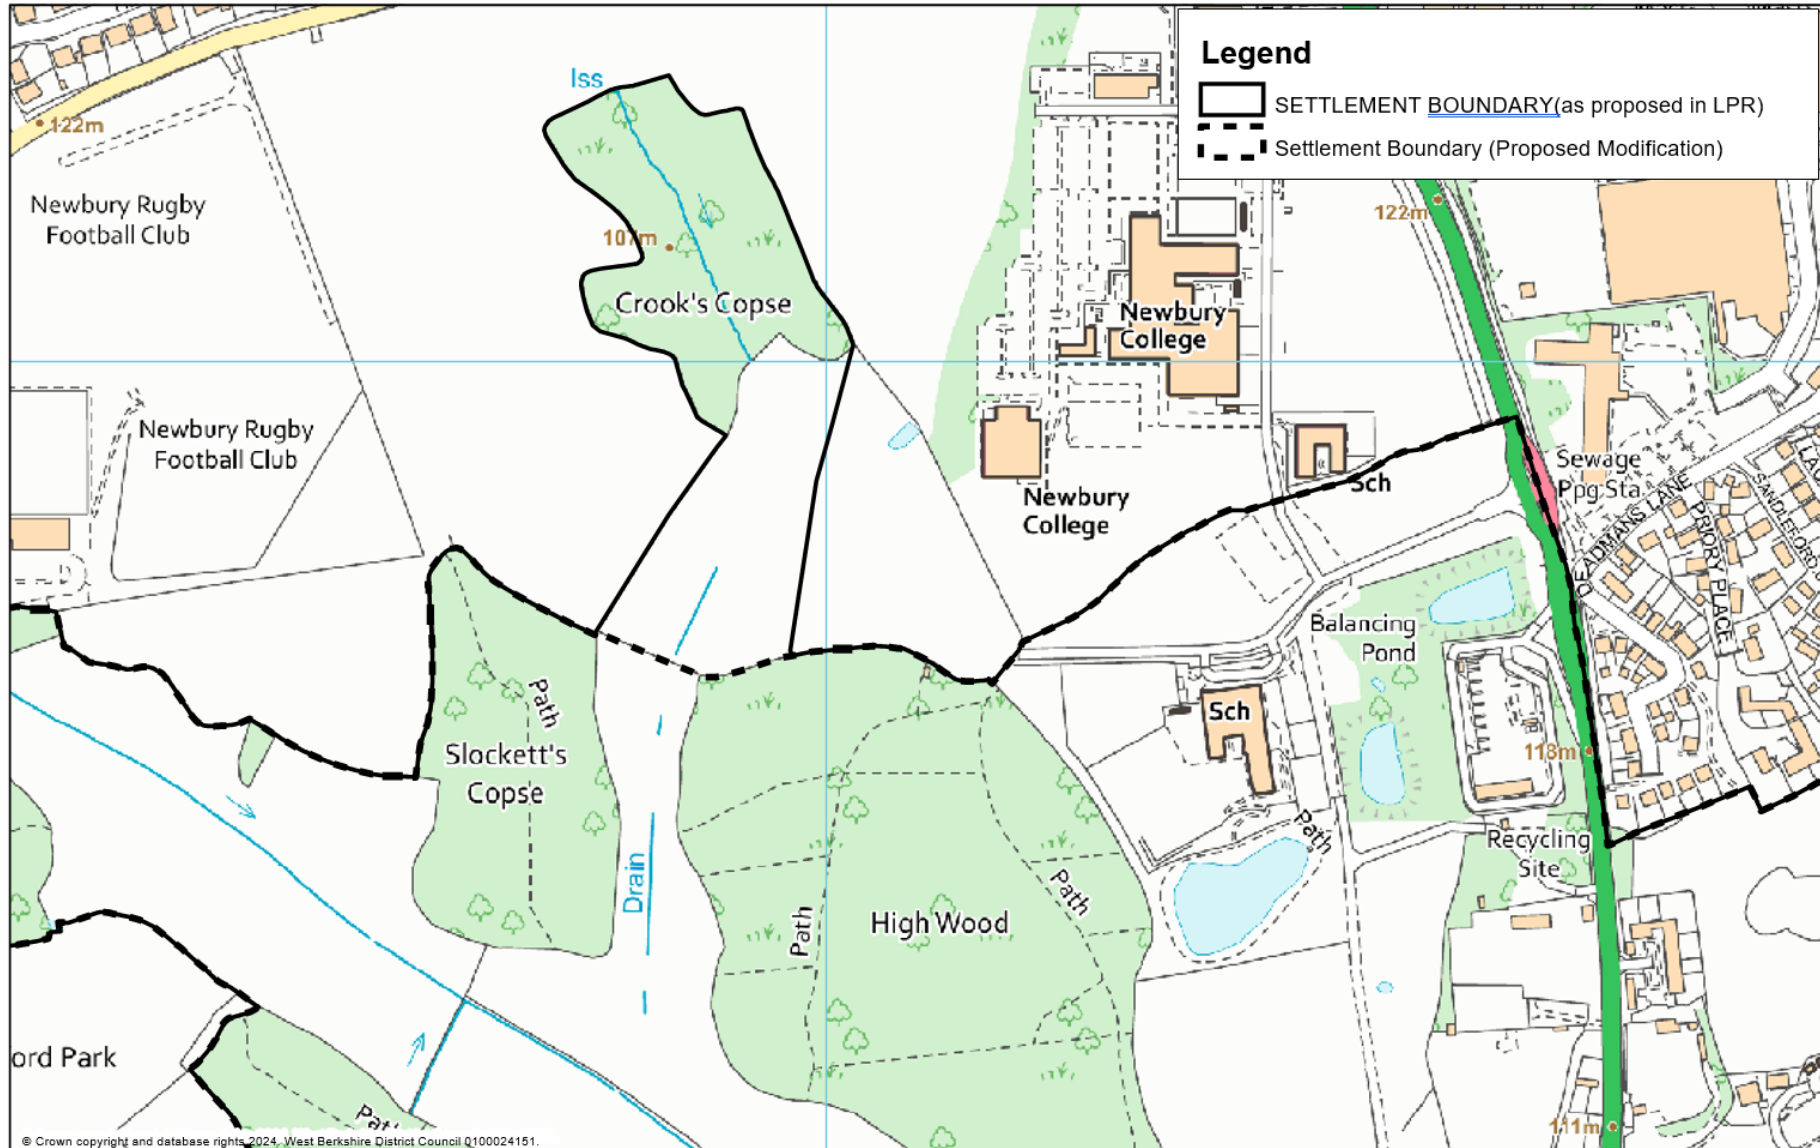 Legend
SETTLEMENT BOUNDARY(as proposed in LPR)
Settlement Boundary (Proposed Modification)
Iss
122m
122m
Newbury Rugby
Football Club
107m
Crook's Copse
Newbury
College
Newbury Rugby
Football Club
Sch
Sewage
Ppg Sta
Newbury
College
DEADMANS LANE
PRIORY PLACE
SANDLEFORD
Balancing
Pond
Path
Sch
Slockett's
Copse
118m
Path
Recycling
Site
Drain
Path
Path
High Wood
ord Park
Path
111m
© Crown copyright and database rights 2024. West Berkshire District Council 0100024151.